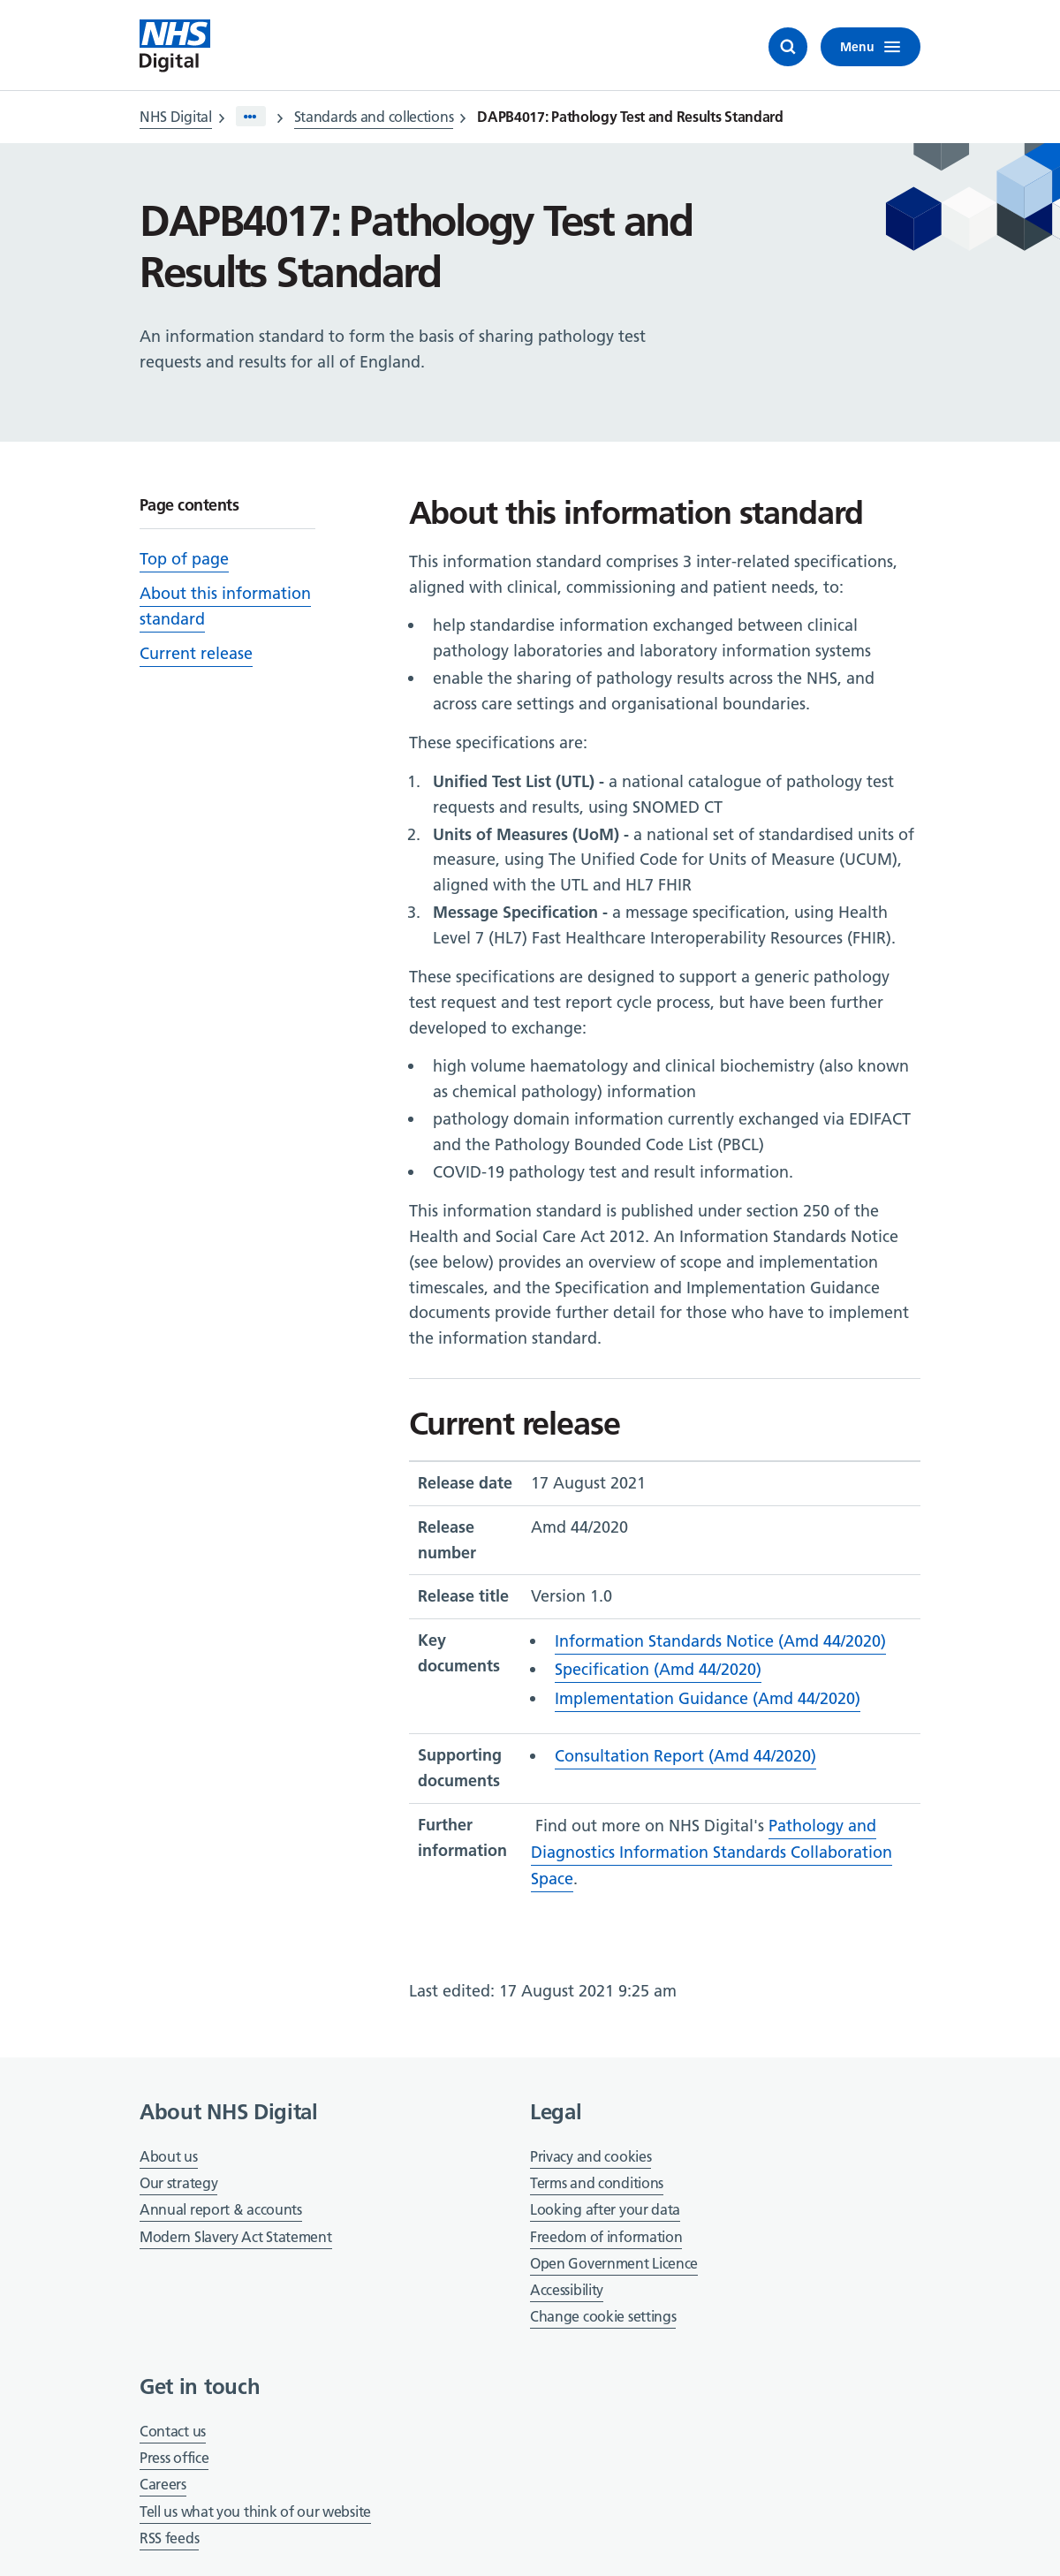 NHS
Digital
Menu
NHS Digital
Standards and collections
DAPB4017: Pathology Test and Results Standard
DAPB4017: Pathology Test and
Results Standard
An information standard to form the basis of sharing pathology test
requests and results for all of England.
Page contents
Top of page
About this information
standard
Current release
About this information standard
This information standard comprises 3 inter-related specifications,
aligned with clinical, commissioning and patient needs, to:
• help standardise information exchanged between clinical
pathology laboratories and laboratory information systems
• enable the sharing of pathology results across the NHS, and
across care settings and organisational boundaries.
These specifications are:
1. Unified Test List (UTL) - a national catalogue of pathology test
requests and results, using SNOMED CT
2. Units of Measures (UoM) - a national set of standardised units of
measure, using The Unified Code for Units of Measure (UCUM),
aligned with the UTL and HL7 FHIR
3. Message Specification - a message specification, using Health
Level 7 (HL7) Fast Healthcare Interoperability Resources (FHIR).
These specifications are designed to support a generic pathology
test request and test report cycle process, but have been further
developed to exchange:
• high volume haematology and clinical biochemistry (also known
as chemical pathology) information
• pathology domain information currently exchanged via EDIFACT
and the Pathology Bounded Code List (PBCL)
• COVID-19 pathology test and result information.
This information standard is published under section 250 of the
Health and Social Care Act 2012. An Information Standards Notice
(see below) provides an overview of scope and implementation
timescales, and the Specification and Implementation Guidance
documents provide further detail for those who have to implement
the information standard.
Current release
Release date 17 August 2021
Release Amd 44/2020
number
Release title Version 1.0
Key • Information Standards Notice (Amd 44/2020)
documents • Specification (Amd 44/2020)
• Implementation Guidance (Amd 44/2020)
Supporting • Consultation Report (Amd 44/2020)
documents
Further Find out more on NHS Digital's Pathology and
information Diagnostics Information Standards Collaboration
Space.
Last edited: 17 August 2021 9:25 am
About NHS Digital
About us
Our strategy
Annual report & accounts
Modern Slavery Act Statement
Legal
Privacy and cookies
Terms and conditions
Looking after your data
Freedom of information
Open Government Licence
Accessibility
Change cookie settings
Get in touch
Contact us
Press office
Careers
Tell us what you think of our website
RSS feeds